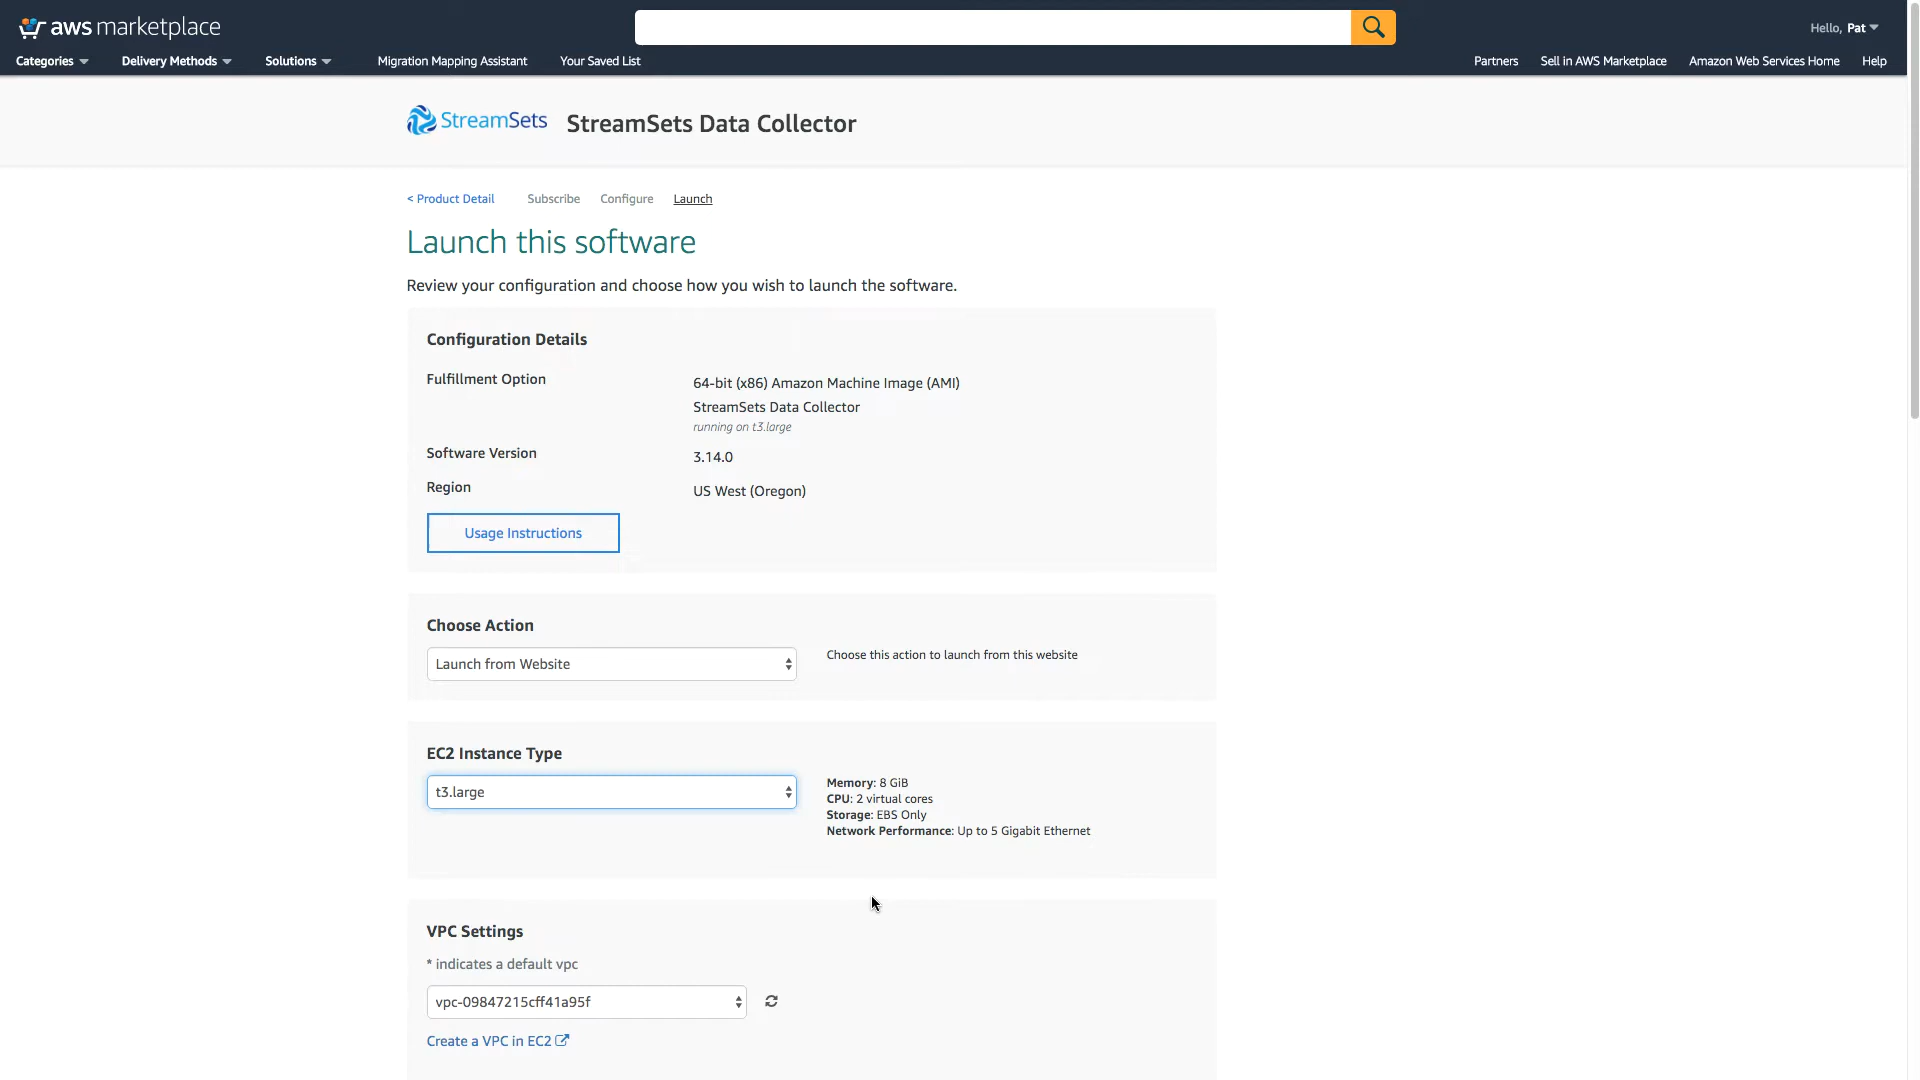 aws marketplace
Hello, Pat
Categories
Delivery Methods
Solutions
Migration Mapping Assistant
Your Saved List
Partners
Sell in AWS Marketplace
Amazon Web Services Home
Help
StreamSets
StreamSets Data Collector
< Product Detail
Subscribe
Configure
Launch
Launch this software
Review your configuration and choose how you wish to launch the software.
Configuration Details
Fulfillment Option
64-bit (x86) Amazon Machine Image (AMI)
StreamSets Data Collector
running on t3.large
Software Version
3.14.0
Region
US West (Oregon)
Usage Instructions
Choose Action
Launch from Website
Choose this action to launch from this website
EC2 Instance Type
t3.large
Memory: 8 GiB
CPU: 2 virtual cores
Storage: EBS Only
Network Performance: Up to 5 Gigabit Ethernet
VPC Settings
* indicates a default vpc
vpc-09847215cff41a95f
Create a VPC in EC2